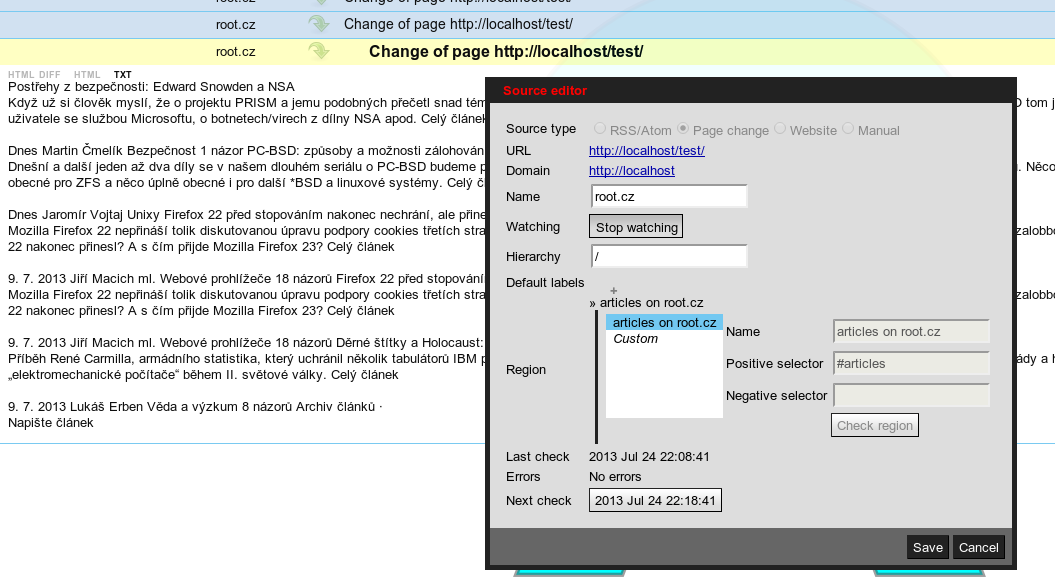 root.cz Change of page http://localhost/test/
root.cz Change of page http://localhost/test/
root.cz Change of page http://localhost/test/
HTML DIFF HTML TXT
Postřehy z bezpečnosti: Edward Snowden a NSA
Když už si člověk myslí, že o projektu PRISM a jemu podobných přečetl snad
uživatele se službou Microsoftu, o botnetech/virech z dílny NSA apod. Celý článek
Dnes Martin Čmelík Bezpečnost 1 názor PC-BSD: způsoby a možnosti zálohován
Dnešní a další jeden až dva díly se v našem dlouhém seriálu o PC-BSD budeme
obecné pro ZFS a něco úplně obecné i pro další *BSD a linuxové systémy. Celý
Dnes Jaromír Vojtaj Unixy Firefox 22 před stopováním nakonec nechrání, ale přine
Mozilla Firefox 22 nepřináší tolik diskutovanou úpravu podpory cookies třetích stra
22 nakonec přinesl? A s čím přijde Mozilla Firefox 23? Celý článek
9. 7. 2013 Jiří Macich ml. Webové prohlížeče 18 názorů Firefox 22 před stopování
Mozilla Firefox 22 nepřináší tolik diskutovanou úpravu podpory cookies třetích stra
22 nakonec přinesl? A s čím přijde Mozilla Firefox 23? Celý článek
9. 7. 2013 Jiří Macich ml. Webové prohlížeče 18 názorů Děrné štítky a Holocaust:
Příběh René Carmilla, armádního statistika, který uchránil několik tabulátorů IBM
„elektromechanické počítače“ během II. světové války. Celý článek
9. 7. 2013 Lukáš Erben Věda a výzkum 8 názorů Archiv článků ·
Napište článek
Source editor
Source type RSS/Atom Page change Website Manual
URL http://localhost/test/
Domain http://localhost
Name root.cz
Watching Stop watching
Hierarchy /
Default labels +
» articles on root.cz
Region
articles on root.cz
Custom
Name articles on root.cz
Positive selector #articles
Negative selector
Check region
Last check 2013 Jul 24 22:08:41
Errors No errors
Next check 2013 Jul 24 22:18:41
Save Cancel